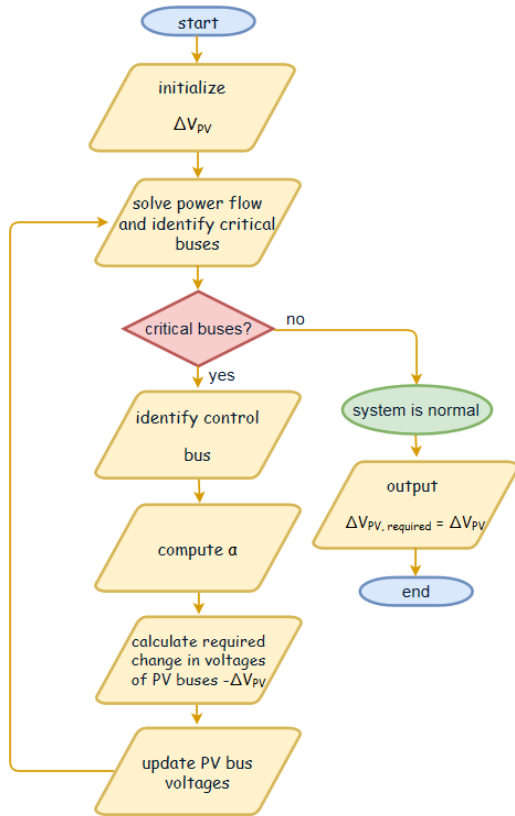 start
initialize
ΔV_PV
solve power flow
and identify critical
buses
critical buses?
no
yes
identify control
bus
system is normal
output
ΔV_PV, required = ΔV_PV
compute α
end
calculate required
change in voltages
of PV buses -ΔV_PV
update PV bus
voltages